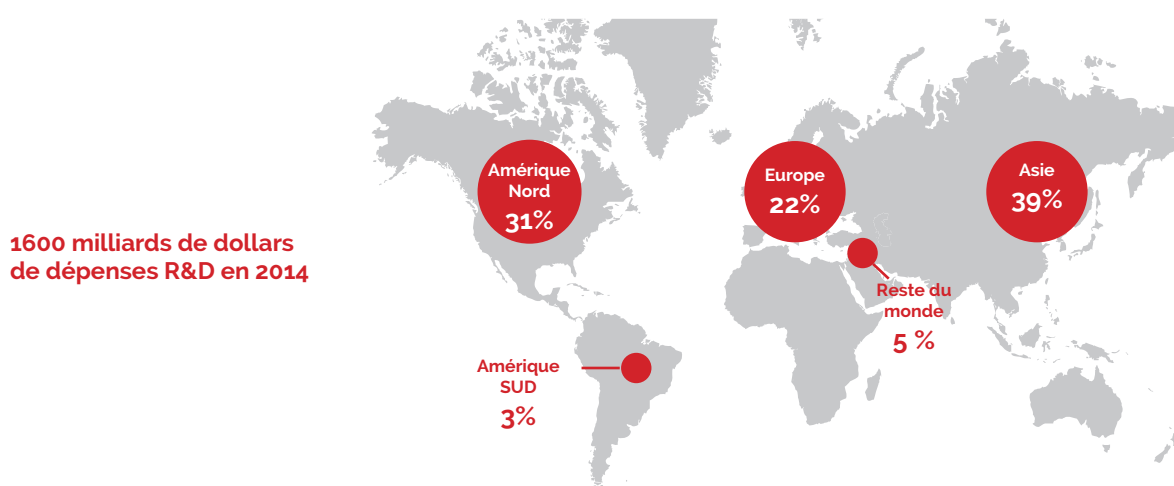 1600 milliards de dollars
de dépenses R&D en 2014
Amérique
Nord
31%
Europe
22%
Asie
39%
Reste du
monde
5 %
Amérique
SUD
3%